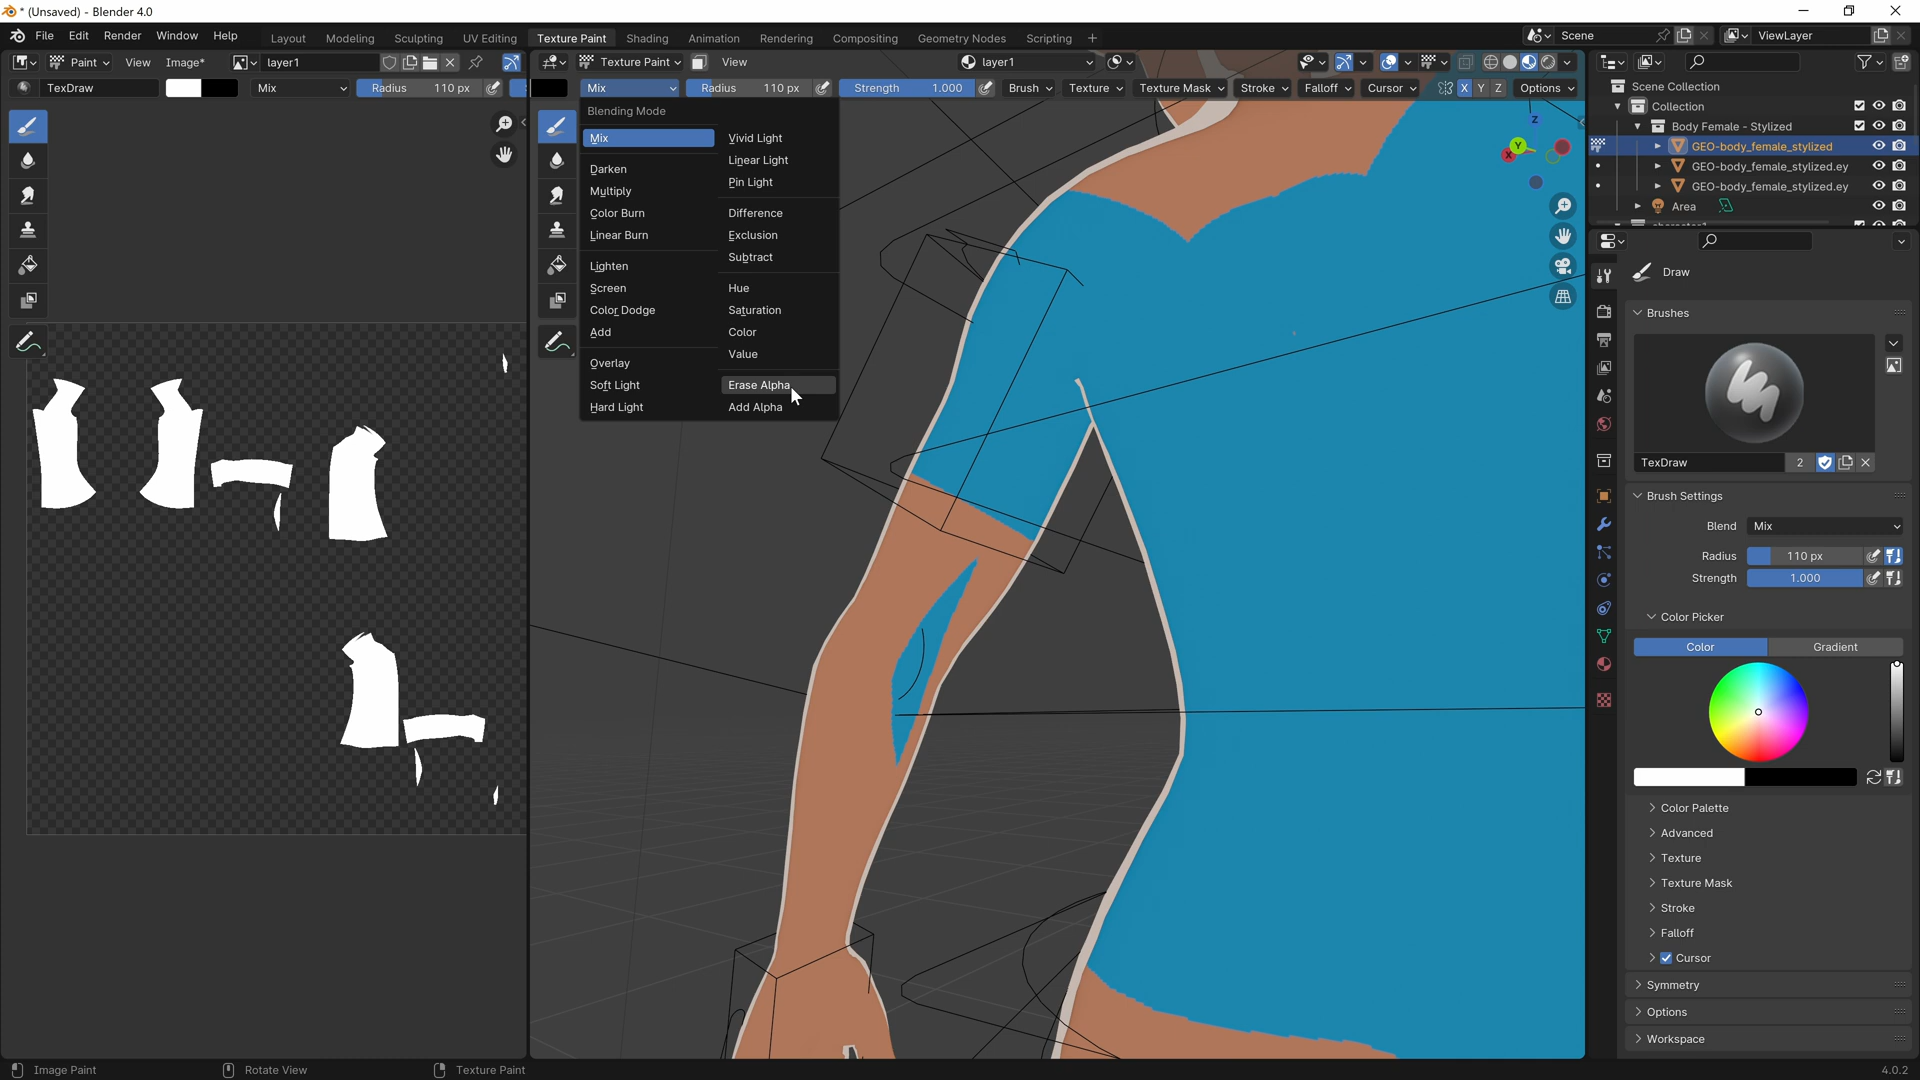 * (Unsaved) - Blender 4.0
File Edit Render Window Help
Layout Modeling Sculpting UV Editing Texture Paint Shading Animation Rendering Compositing Geometry Nodes Scripting +
Scene ViewLayer
Paint View Image* layer1
Texture Paint View layer1
TexDraw Mix Radius 110 px
Mix Radius 110 px Strength 1.000 Brush Texture Texture Mask Stroke Falloff Cursor X Y Z Options
Blending Mode
Mix
Darken
Multiply
Color Burn
Linear Burn
Lighten
Screen
Color Dodge
Add
Overlay
Soft Light
Hard Light
Vivid Light
Linear Light
Pin Light
Difference
Exclusion
Subtract
Hue
Saturation
Color
Value
Erase Alpha
Add Alpha
Z
Y
X
Scene Collection
Collection
Body Female - Stylized
GEO-body_female_stylized
GEO-body_female_stylized.ey
GEO-body_female_stylized.ey
Area
Draw
Brushes
TexDraw 2
Brush Settings
Blend Mix
Radius 110 px
Strength 1.000
Color Picker
Color Gradient
Color Palette
Advanced
Texture
Texture Mask
Stroke
Falloff
Cursor
Symmetry
Options
Workspace
Image Paint Rotate View Texture Paint 4.0.2